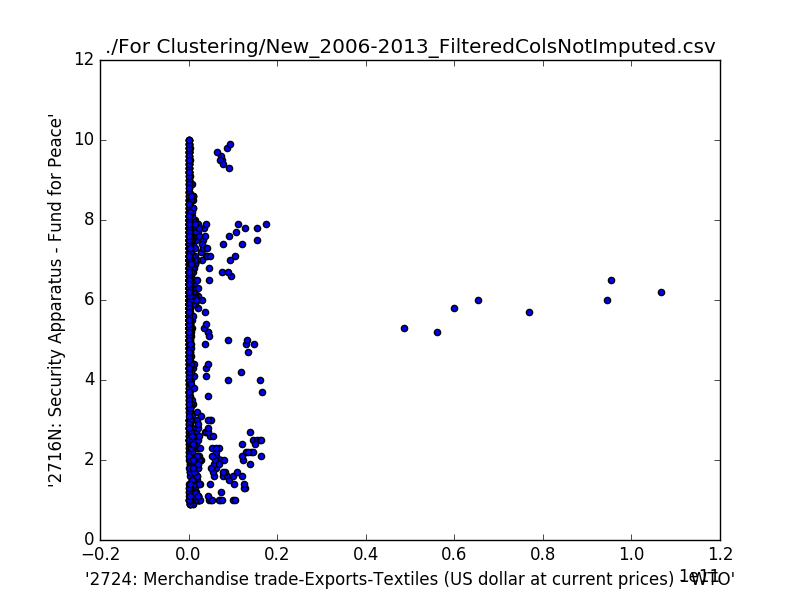 ./For Clustering/New_2006-2013_FilteredColsNotImputed.csv
12
10
8
6
4
2
0
'2716N: Security Apparatus - Fund for Peace'
−0.2 0.0 0.2 0.4 0.6 0.8 1.0 1.2
1e11
'2724: Merchandise trade-Exports-Textiles (US dollar at current prices) - WTO'